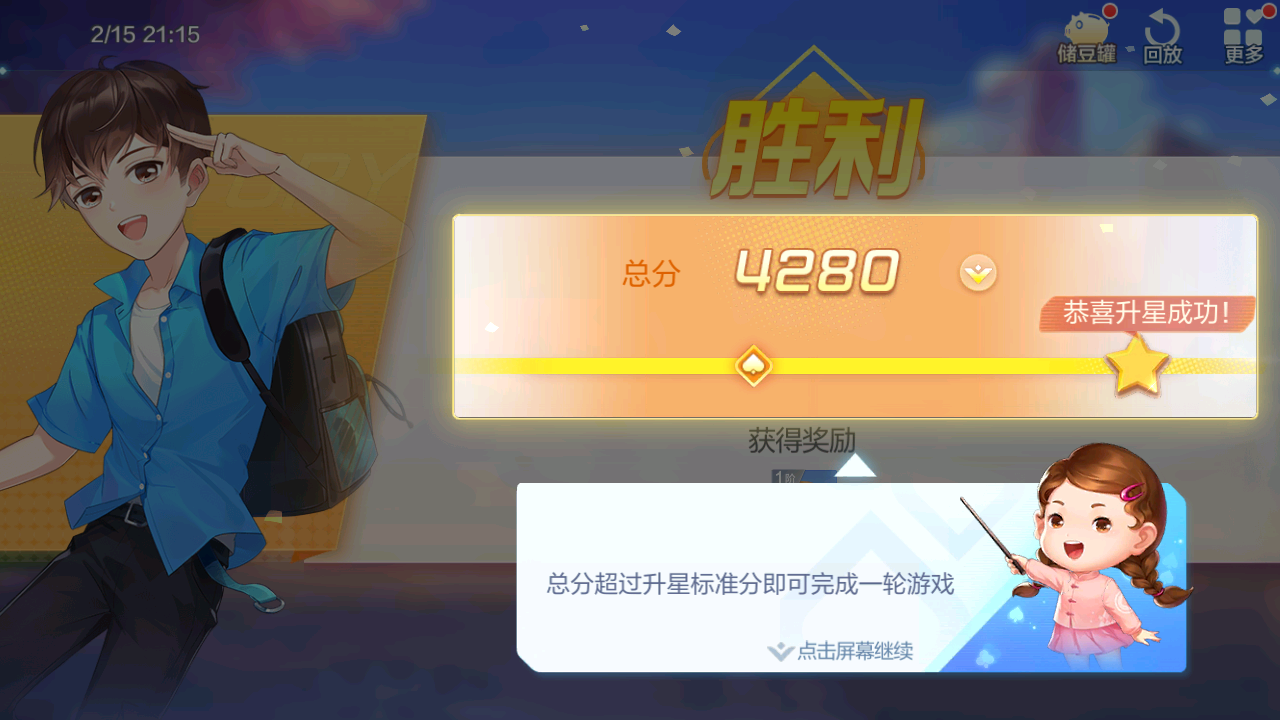 2/15 21:15
储豆罐
回放
更多
胜利
总分 4280
恭喜升星成功!
获得奖励
1阶
总分超过升星标准分即可完成一轮游戏
点击屏幕继续